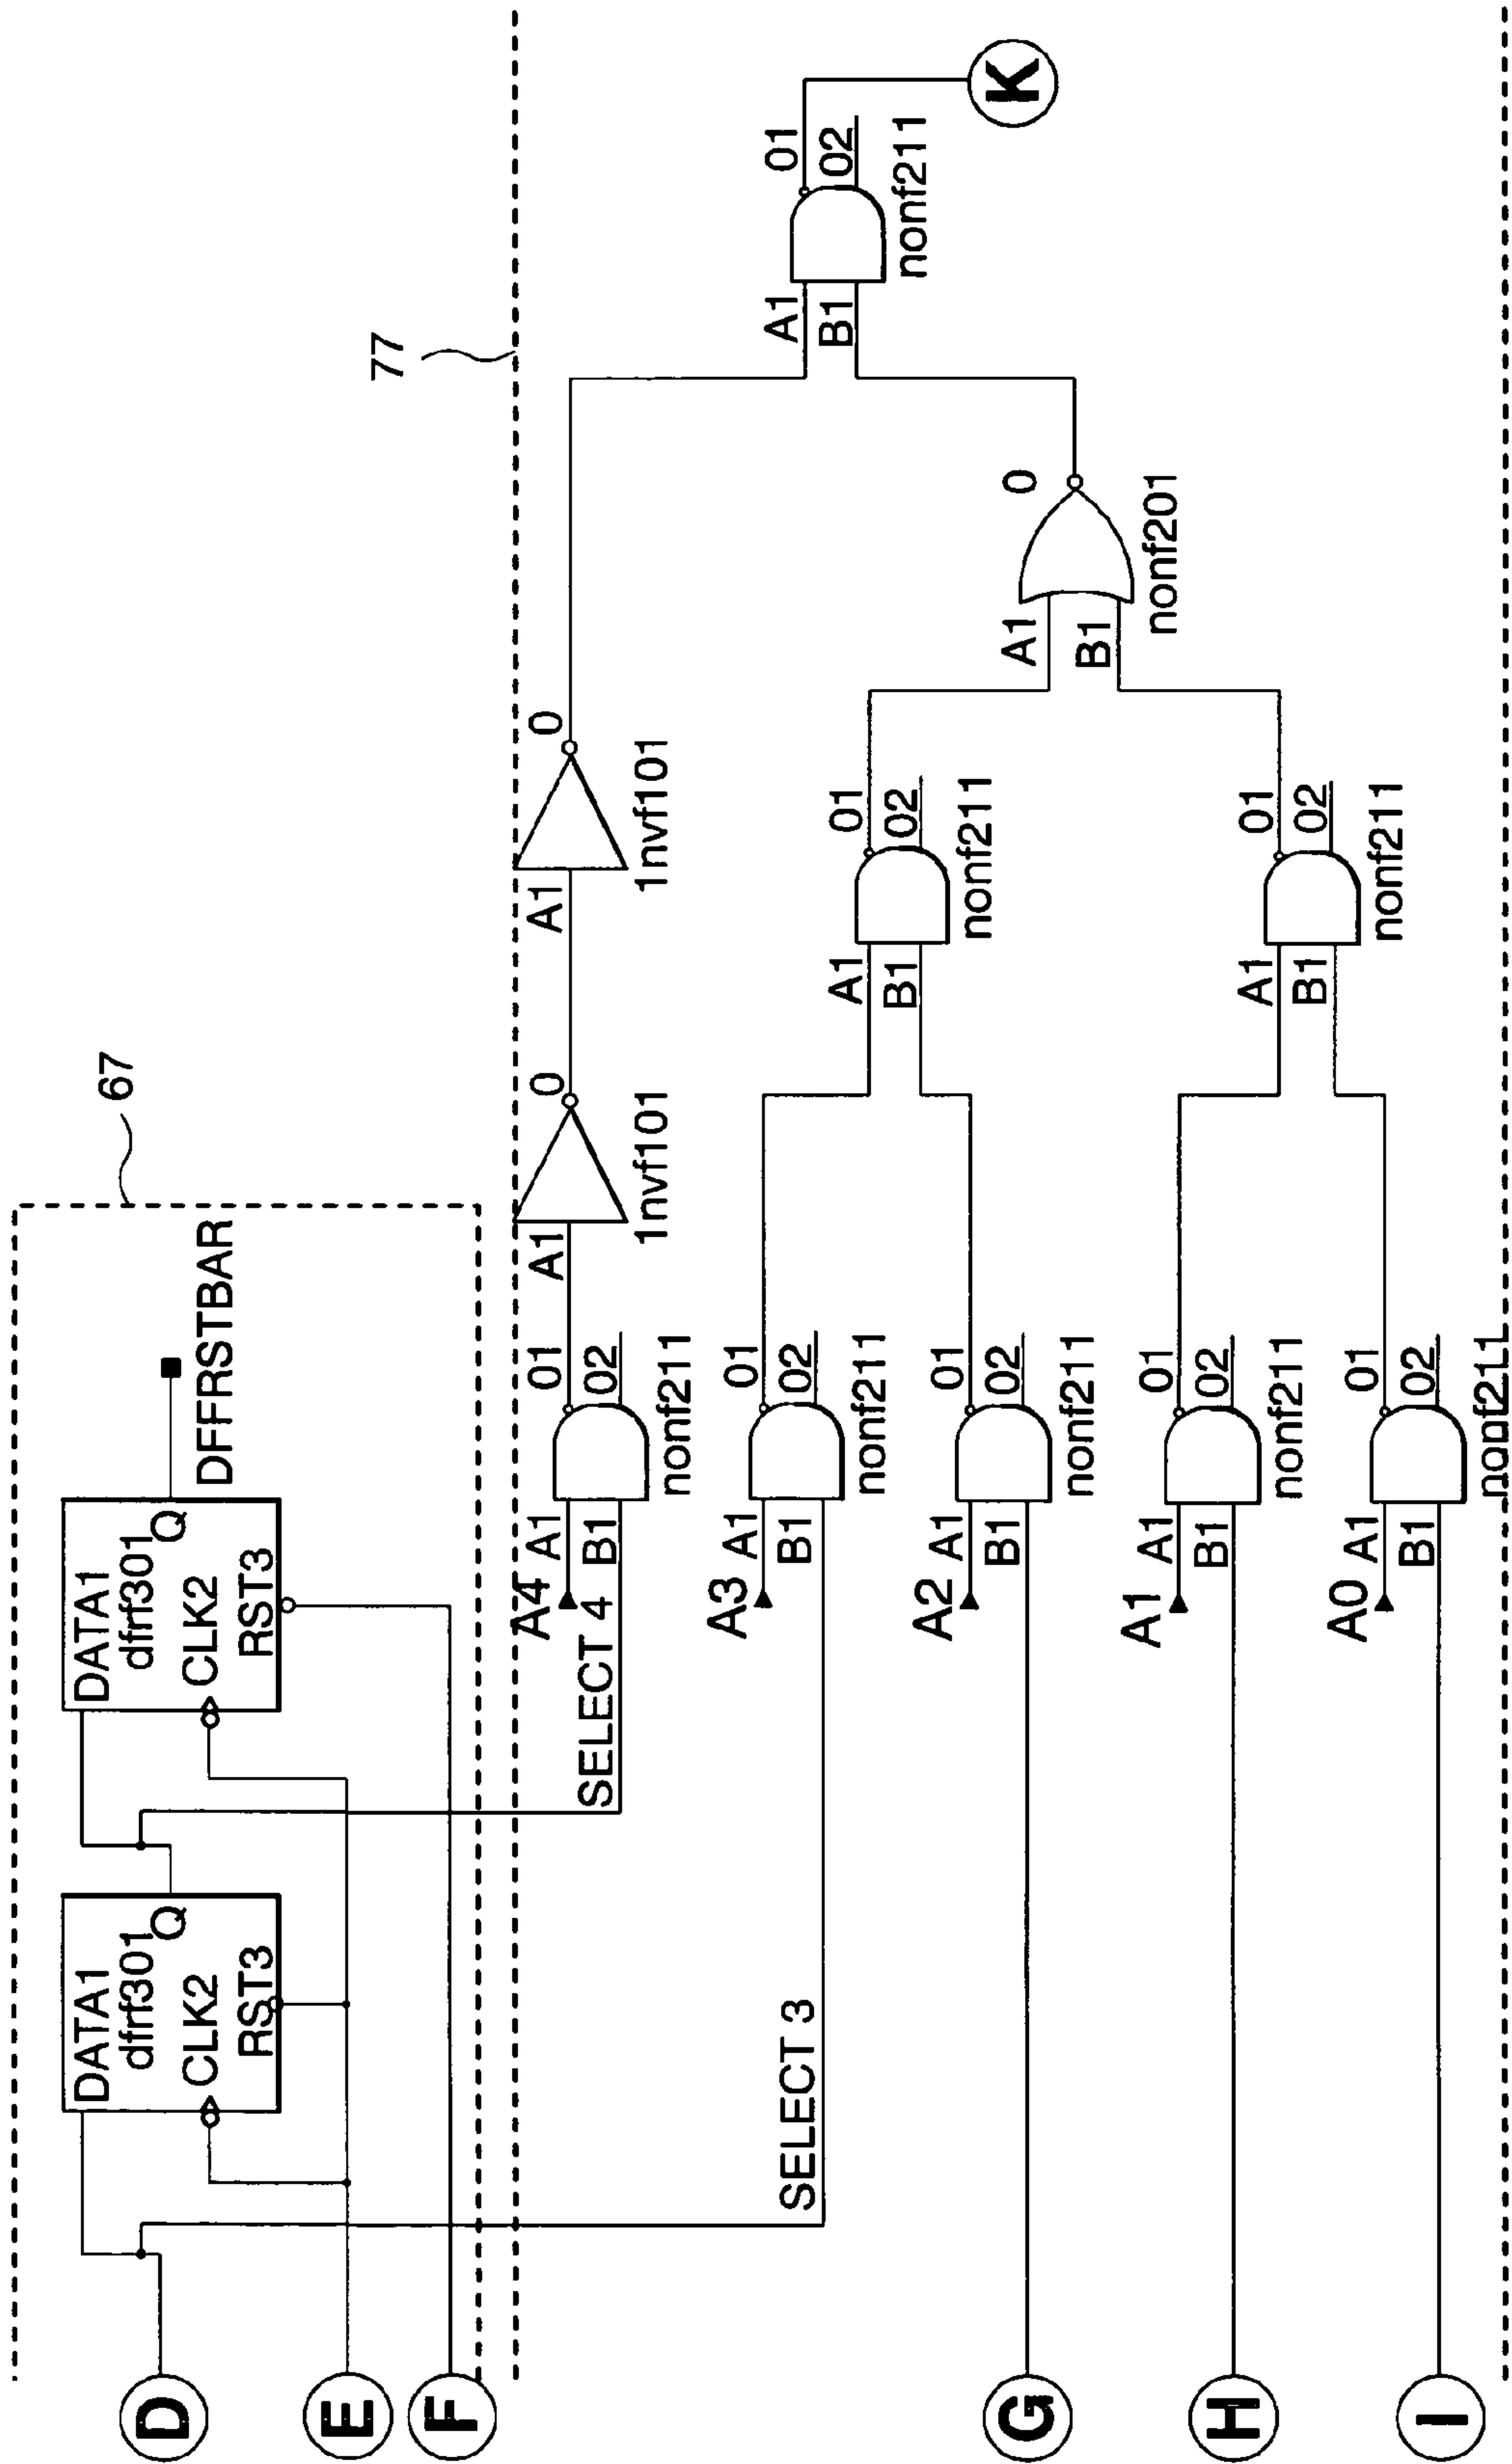 67
DATA1
dfrf301
Q
CLK2
RST3
DATA1
dfrf301
Q
CLK2
RST3
DFFRSTBAR
D
E
F
77
SELECT 4
A4
A1
B1
01
02
nonf211
A1
0
1nvf101
A1
0
1nvf101
SELECT 3
A3
A1
B1
01
02
nonf211
A1
B1
01
02
nonf211
K
G
A2
A1
B1
01
02
nonf211
A1
B1
01
02
nonf211
A1
B1
0
nonf201
H
A1
A1
B1
01
02
nonf211
A1
B1
01
02
nonf211
I
A0
A1
B1
01
02
nonf211